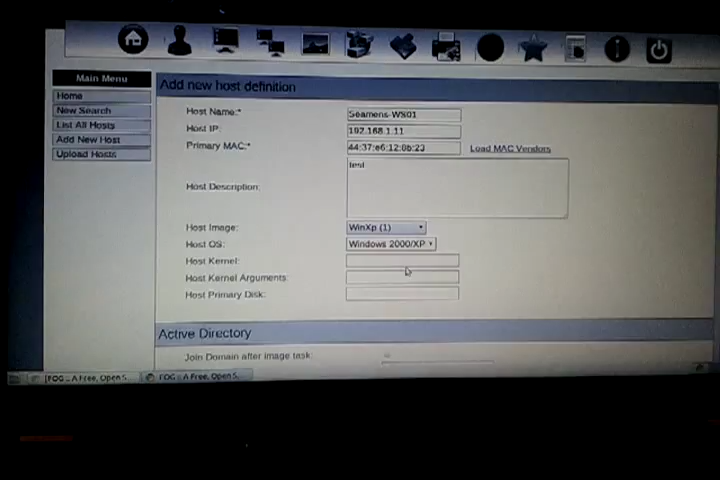 Main Menu
Home
New Search
List All Hosts
Add New Host
Upload Hosts
Add new host definition
Host Name:* Seamens-WS01
Host IP: 192.168.1.11
Primary MAC:* 44:37:e6:12:0b:23 Load MAC Vendors
Host Description: test
Host Image: WinXp (1)
Host OS: Windows 2000/XP
Host Kernel:
Host Kernel Arguments:
Host Primary Disk:
Active Directory
Join Domain after image task:
[FOG :: A Free, Open S... FOG :: A Free, Open S...